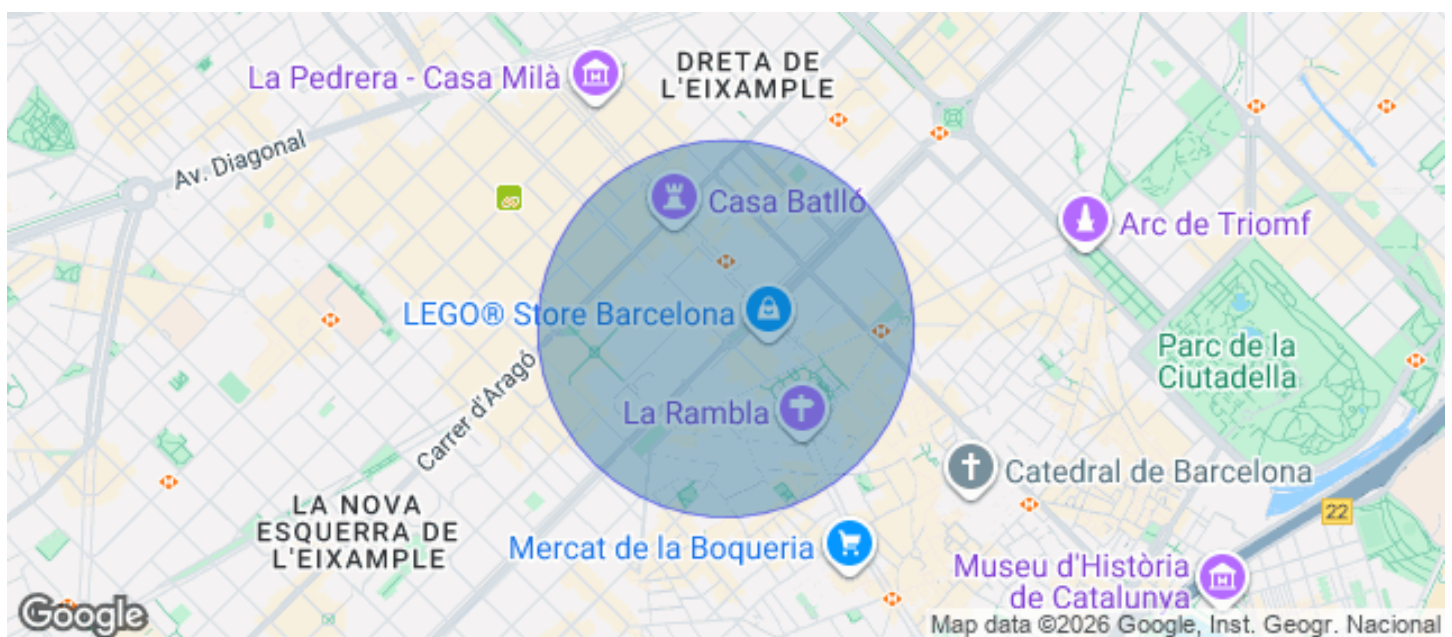 DRETA DE
L'EIXAMPLE
La Pedrera - Casa Milà
Av. Diagonal
Casa Batlló
Arc de Triomf
LEGO® Store Barcelona
Parc de la
Ciutadella
Carrer d'Aragó
La Rambla
Catedral de Barcelona
LA NOVA
ESQUERRA DE
L'EIXAMPLE
22
Mercat de la Boqueria
Museu d'Història
de Catalunya
Google
Map data ©2026 Google, Inst. Geogr. Nacional